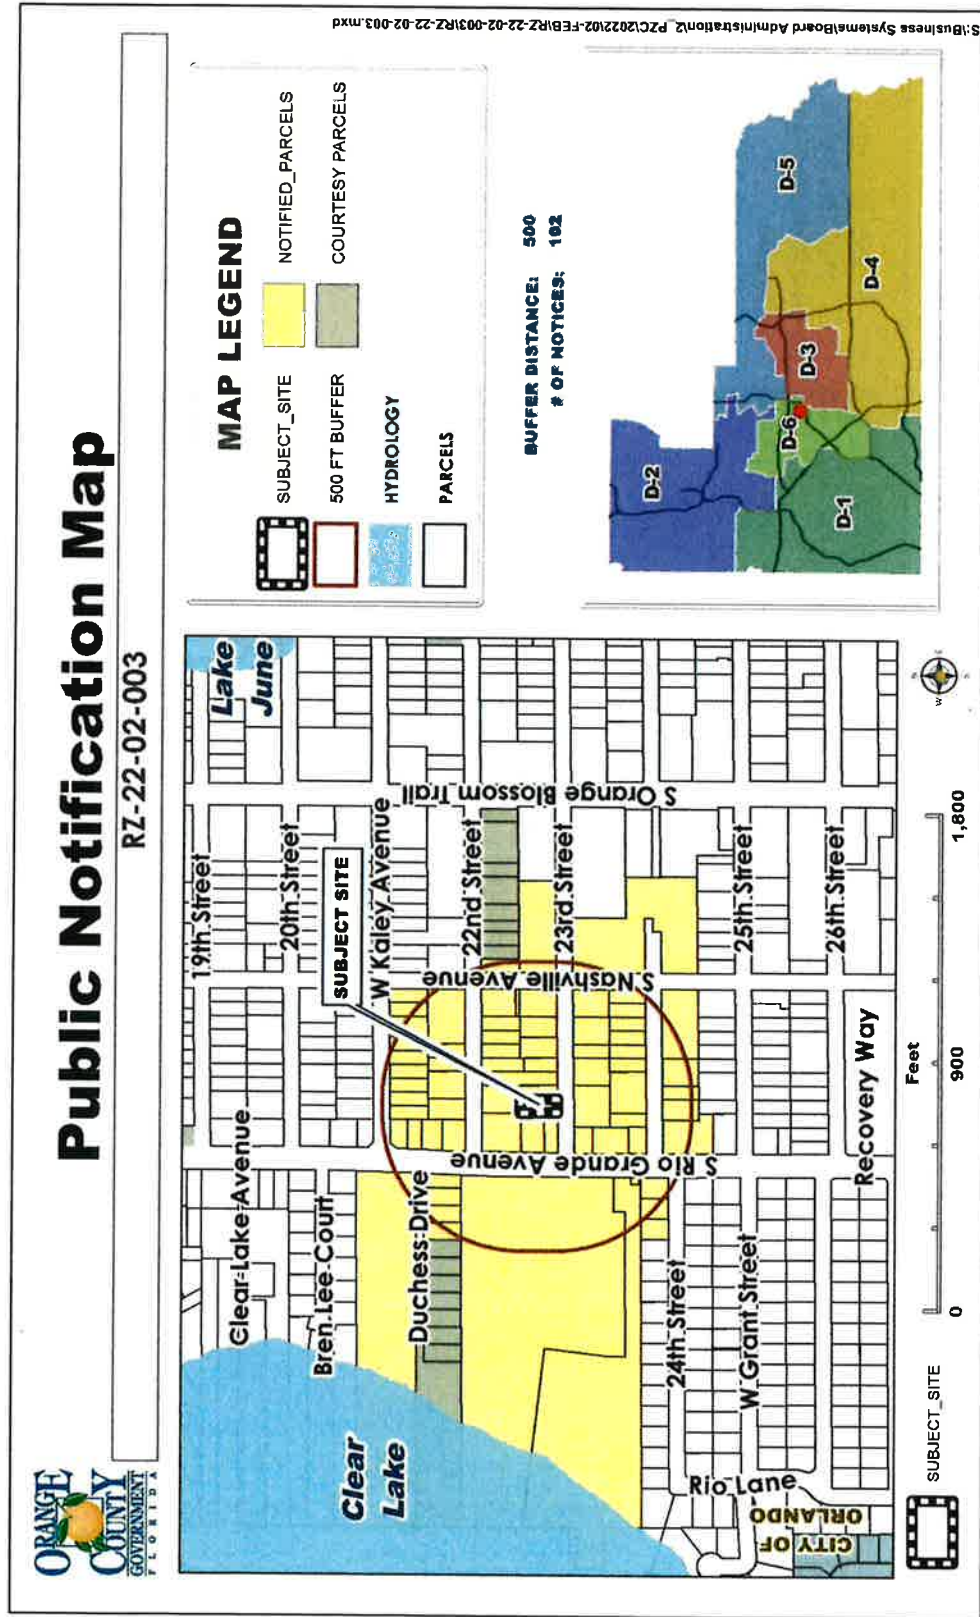 ORANGE
COUNTY
GOVERNMENT
FLORIDA
Public Notification Map
RZ-22-02-003
Lake
June
19th Street
20th Street
SUBJECT SITE
W Kaley Avenue
22nd Street
23rd Street
S Orange Blossom Trail
S Nashville Avenue
25th Street
26th Street
Clear Lake Avenue
Bren Lee Court
Duchess Drive
S Rio Grande Avenue
Clear
Lake
24th Street
W Grant Street
Recovery Way
Rio Lane
CITY OF
ORLANDO
MAP LEGEND
SUBJECT_SITE
NOTIFIED_PARCELS
500 FT BUFFER
COURTESY PARCELS
HYDROLOGY
PARCELS
BUFFER DISTANCE: 500
# OF NOTICES: 102
D-2
D-5
D-6
D-3
D-1
D-4
SUBJECT_SITE
Feet
0 900 1,800
S:\Business Systems\Board Administration\2_PZC\2022\02-FEB\RZ-22-02-003\RZ-22-02-003.mxd